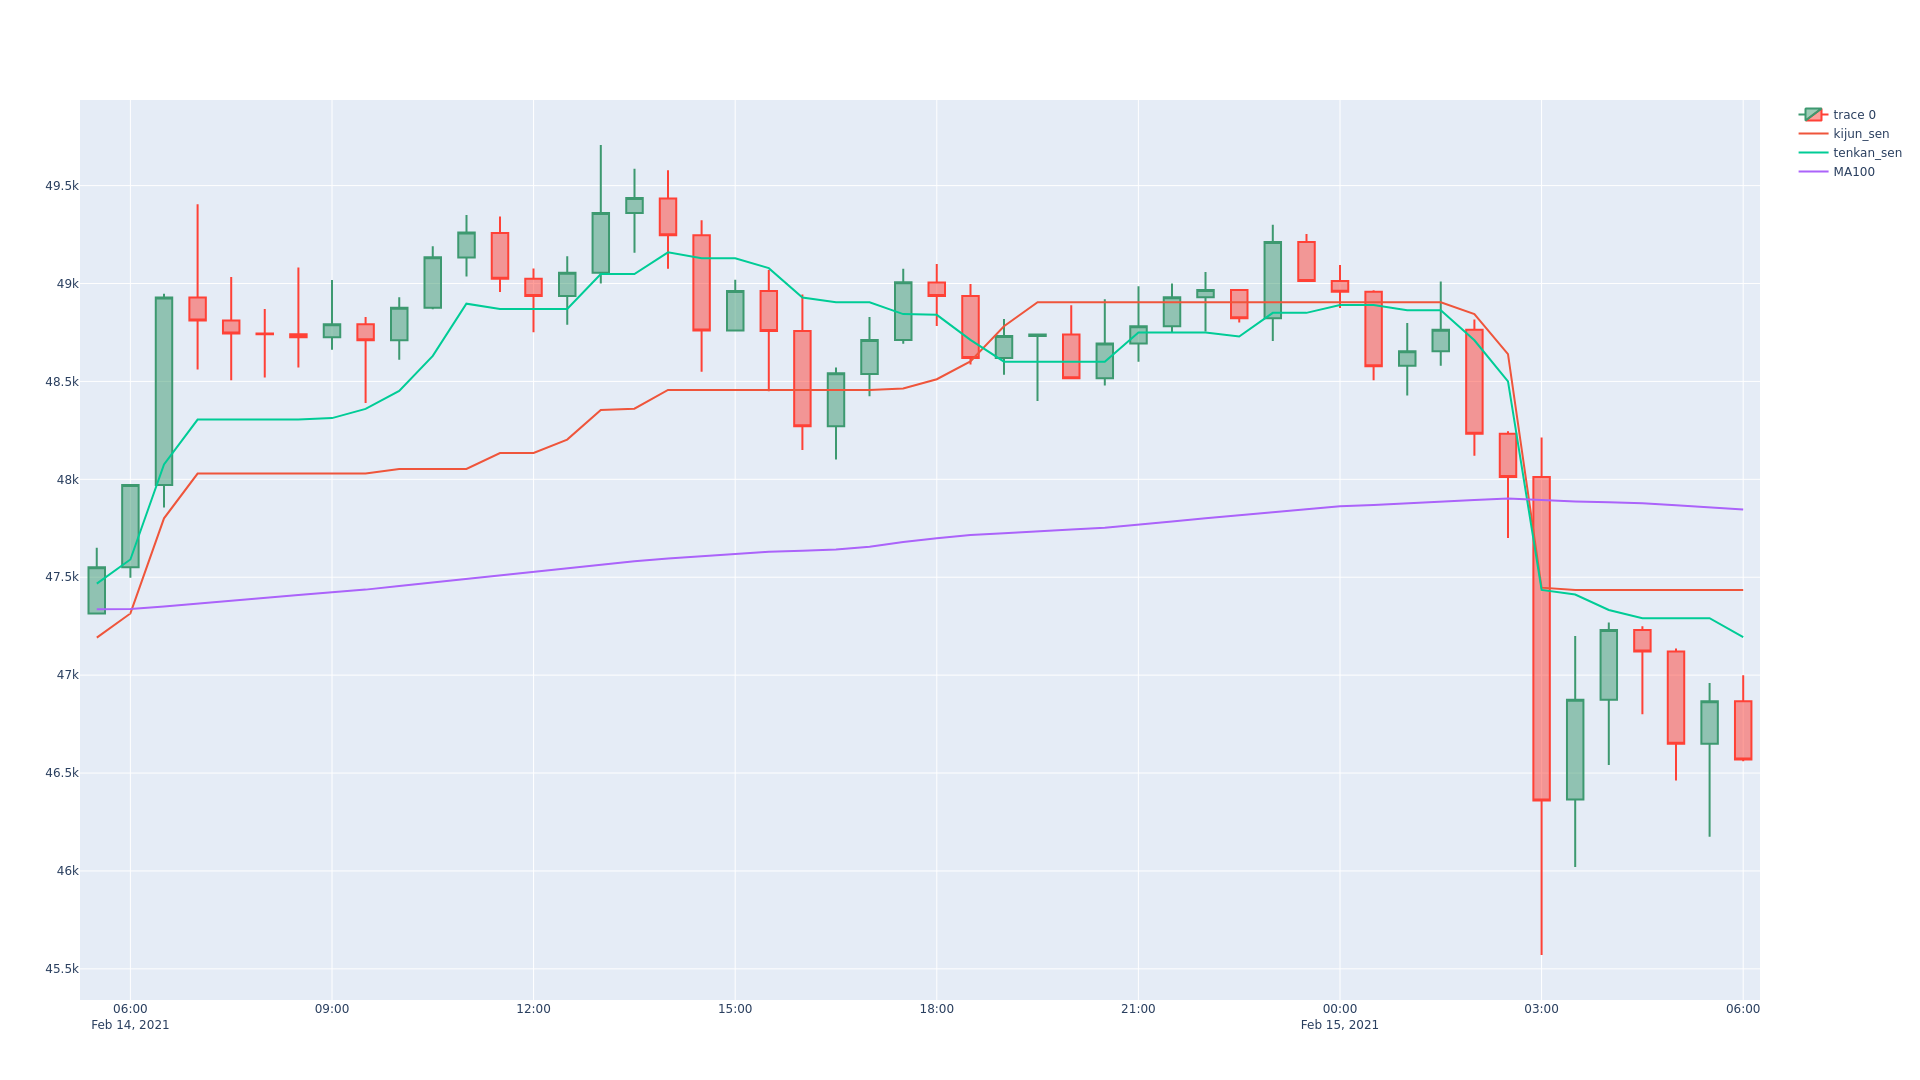 trace 0
kijun_sen
tenkan_sen
MA100
49.5k
49k
48.5k
48k
47.5k
47k
46.5k
46k
45.5k
06:00 09:00 12:00 15:00 18:00 21:00 00:00 03:00 06:00
Feb 14, 2021 Feb 15, 2021